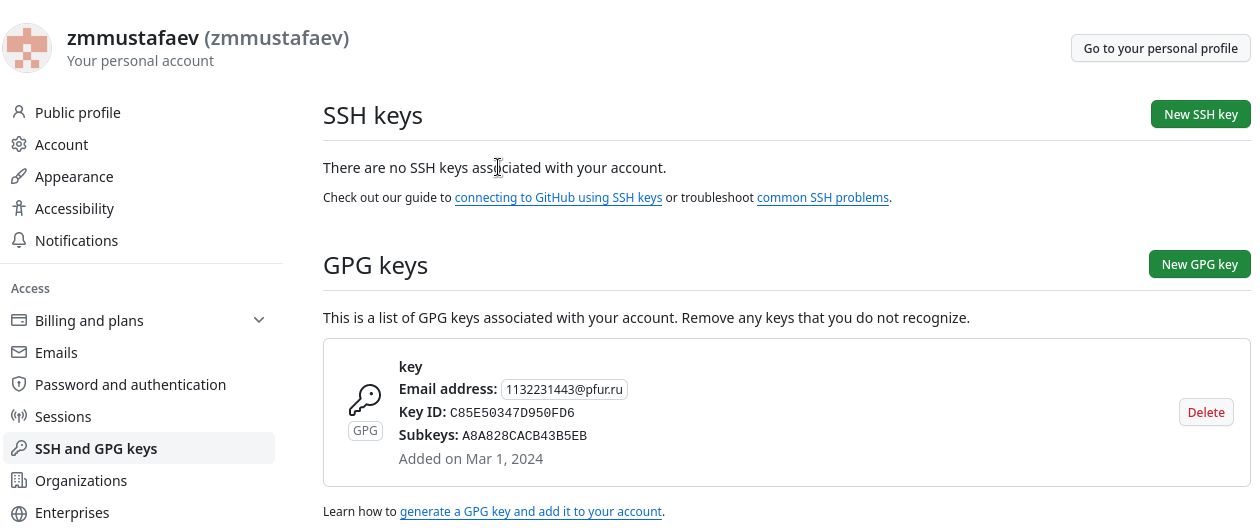 zmmustafaev (zmmustafaev)
Your personal account
Go to your personal profile
Public profile
Account
Appearance
Accessibility
Notifications
Access
Billing and plans
Emails
Password and authentication
Sessions
SSH and GPG keys
Organizations
Enterprises
SSH keys
New SSH key
There are no SSH keys associated with your account.
Check out our guide to connecting to GitHub using SSH keys or troubleshoot common SSH problems.
GPG keys
New GPG key
This is a list of GPG keys associated with your account. Remove any keys that you do not recognize.
GPG
key
Email address: 1132231443@pfur.ru
Key ID: C85E50347D950FD6
Subkeys: A8A828CACB43B5EB
Added on Mar 1, 2024
Delete
Learn how to generate a GPG key and add it to your account.